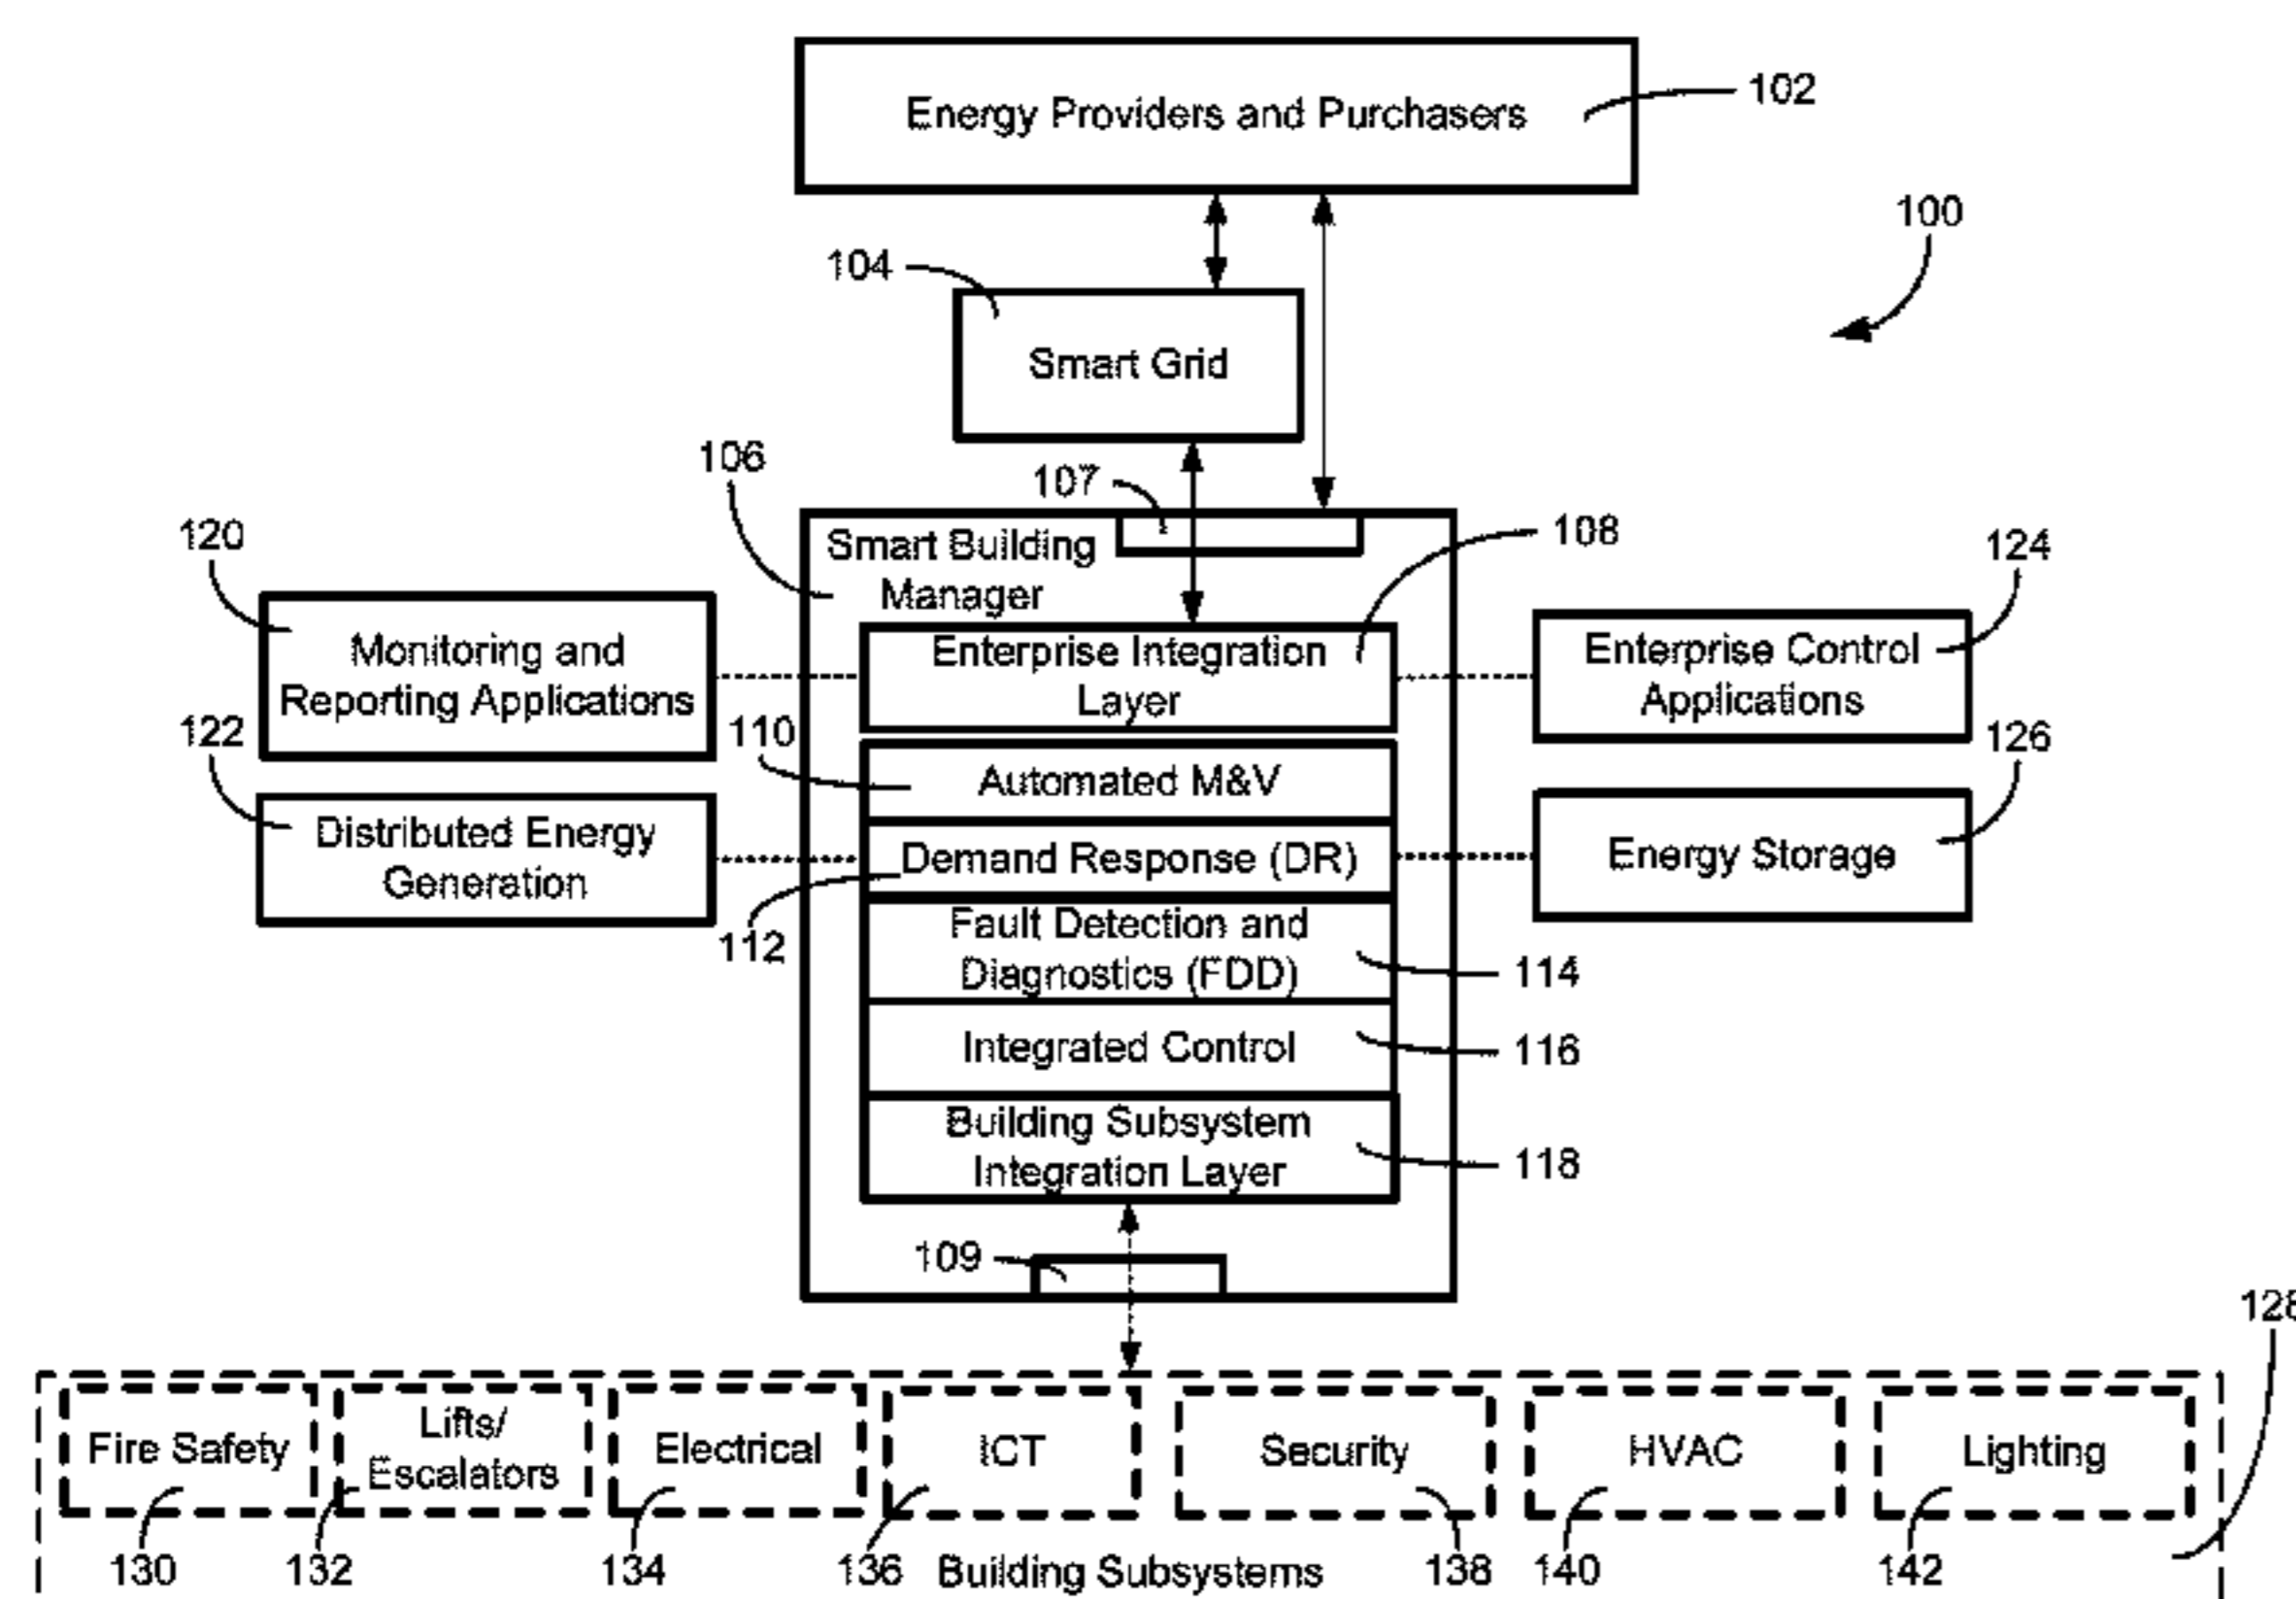 Energy Providers and Purchasers
102
100
104
Smart Grid
106
107
Smart Building
Manager
108
120
Monitoring and
Reporting Applications
Enterprise Integration
Layer
124
Enterprise Control
Applications
122
Distributed Energy
Generation
110
Automated M&V
126
Energy Storage
Demand Response (DR)
112
Fault Detection and
Diagnostics (FDD)
114
Integrated Control
116
Building Subsystem
Integration Layer
118
109
128
Fire Safety
Lifts/
Escalators
Electrical
ICT
Security
HVAC
Lighting
130
132
134
136
Building Subsystems
138
140
142